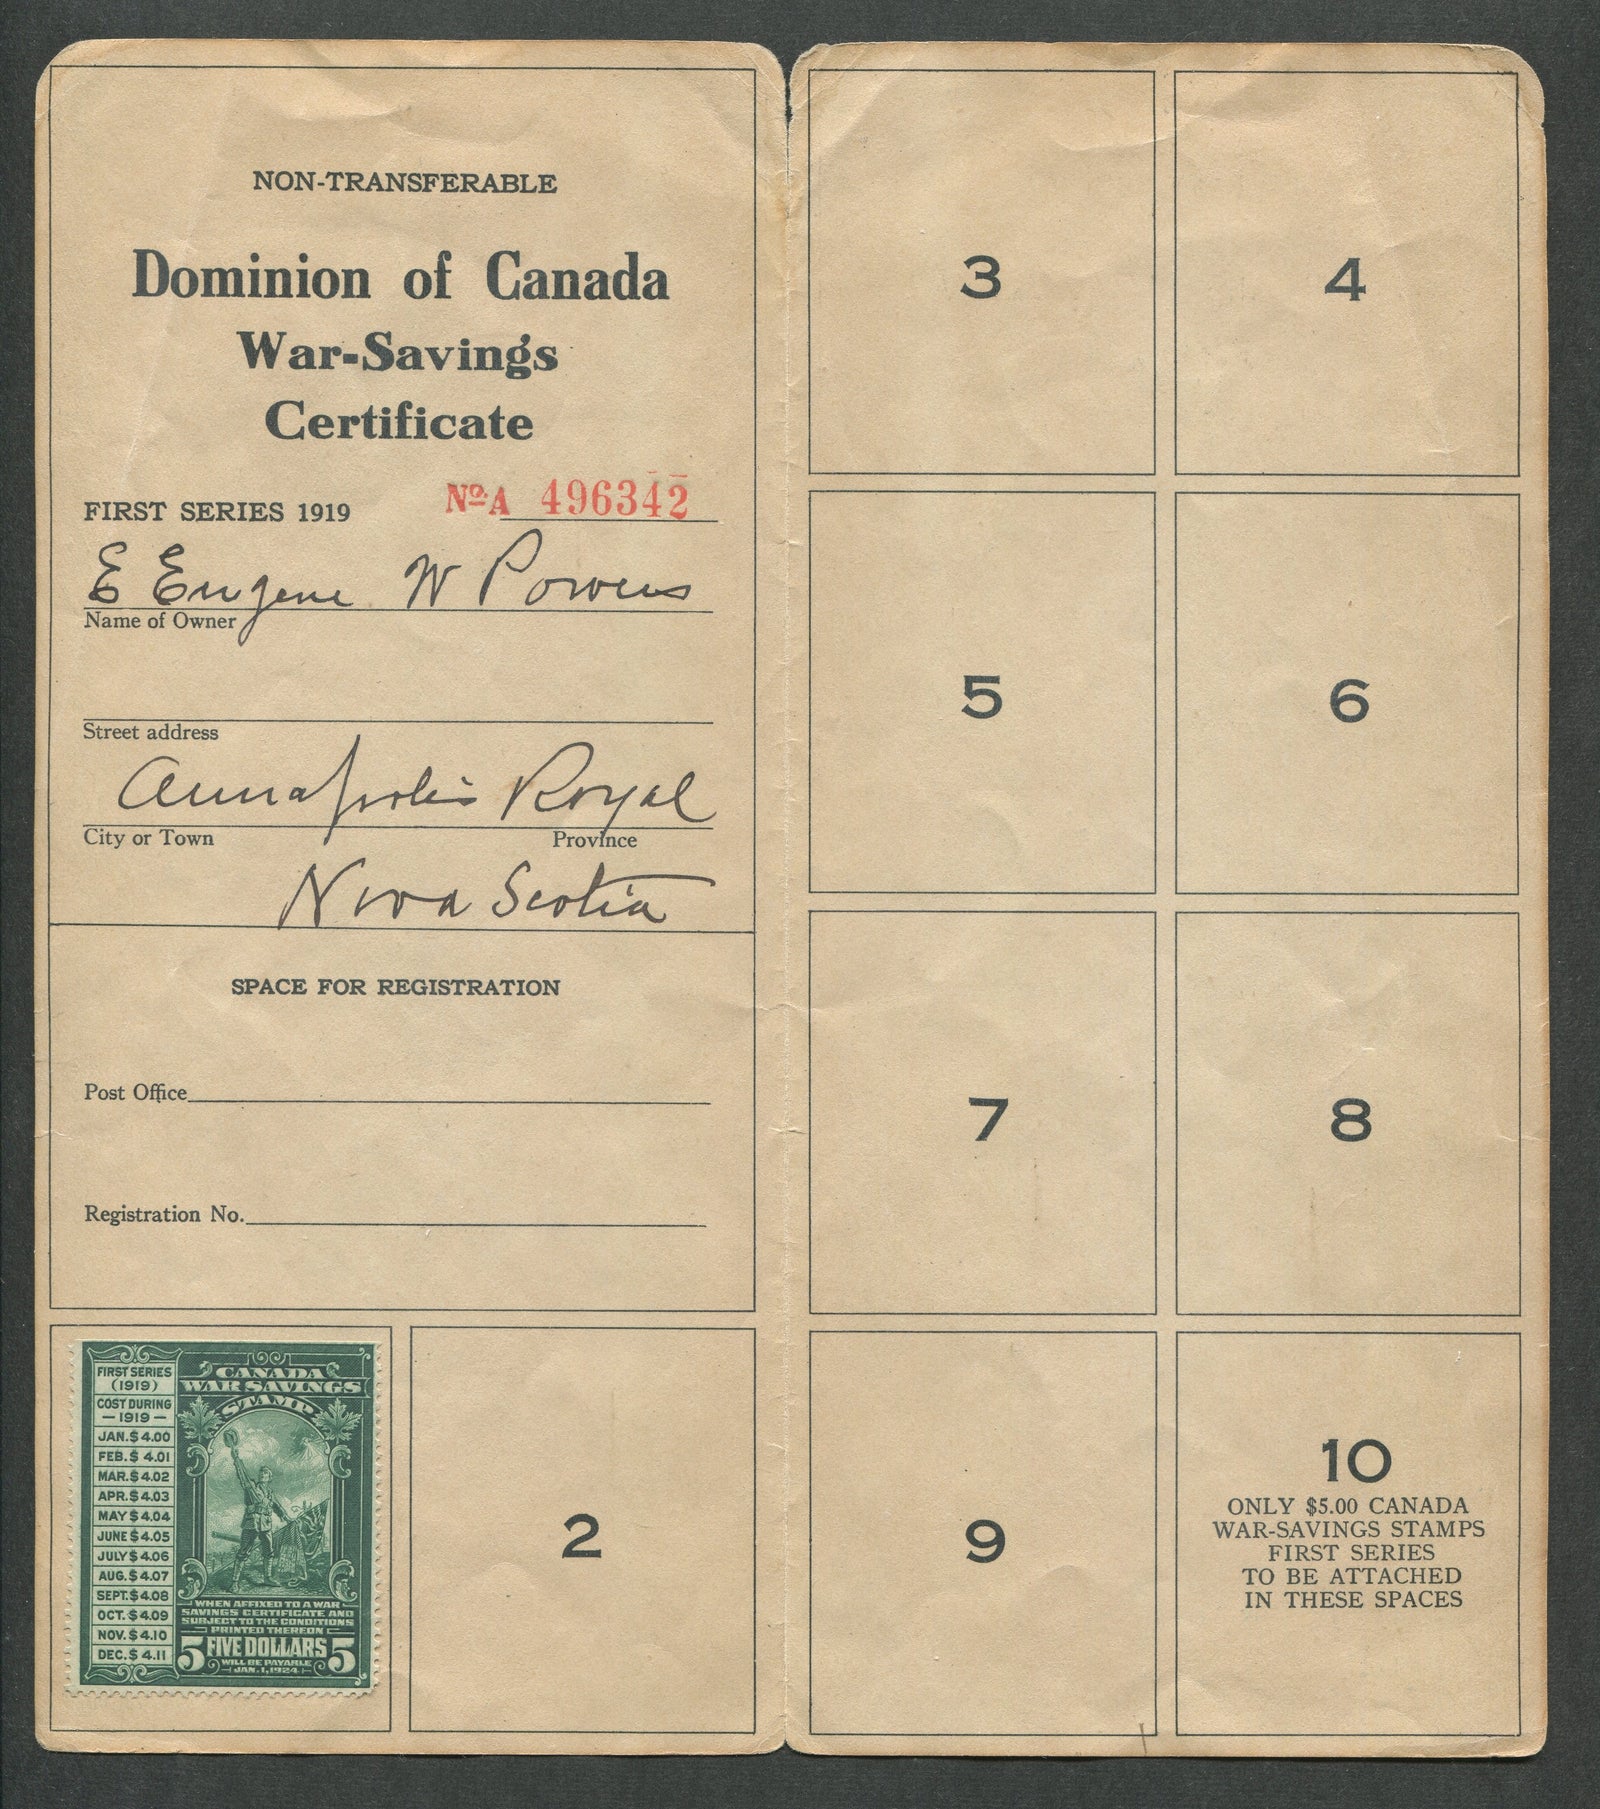 NON-TRANSFERABLE
Dominion of Canada
War-Savings
Certificate
FIRST SERIES 1919
No. A 496342
E Eugene W Powers
Name of Owner
Street address
Annapolis Royal
City or Town Province
Nova Scotia
SPACE FOR REGISTRATION
Post Office
Registration No.
FIRST SERIES
(1919)
COST DURING
— 1919 —
JAN. $ 4.00
FEB. $ 4.01
MAR. $ 4.02
APR. $ 4.03
MAY $ 4.04
JUNE $ 4.05
JULY $ 4.06
AUG. $ 4.07
SEPT. $ 4.08
OCT. $ 4.09
NOV. $ 4.10
DEC. $ 4.11
CANADA
WAR SAVINGS
STAMP
WHEN AFFIXED TO A WAR
SAVINGS CERTIFICATE AND
SUBJECT TO THE CONDITIONS
PRINTED THEREON
5 FIVE DOLLARS 5
WILL BE PAYABLE
JAN. 1, 1924
2
3
4
5
6
7
8
9
10
ONLY $5.00 CANADA
WAR-SAVINGS STAMPS
FIRST SERIES
TO BE ATTACHED
IN THESE SPACES